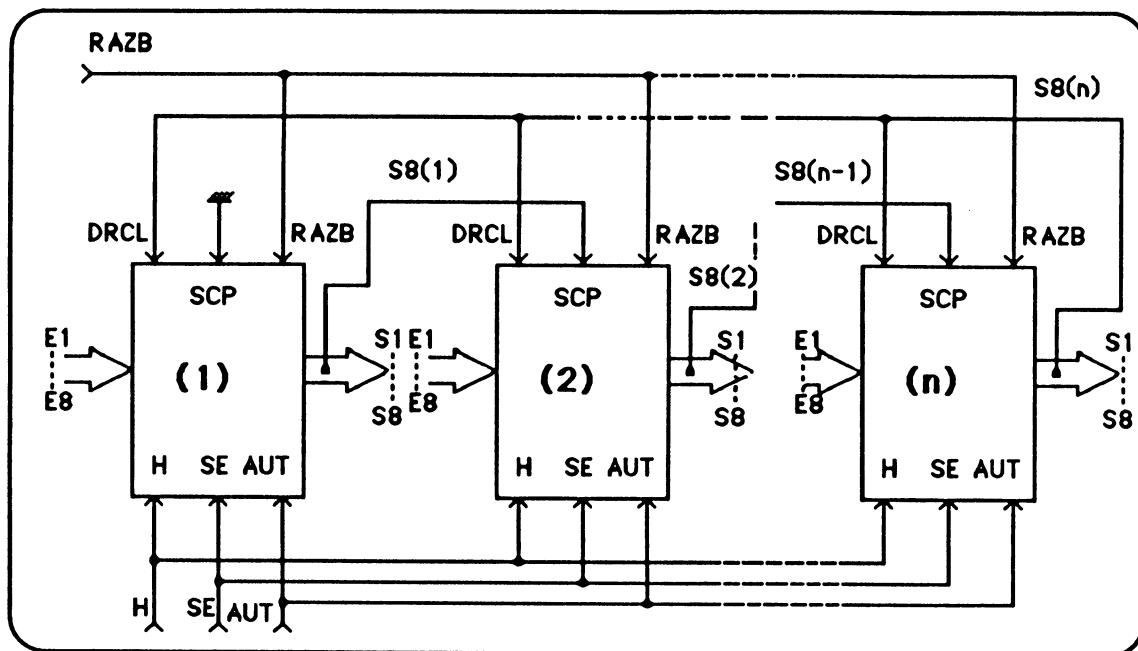 RAZB
S8(n)
S8(1)
S8(n-1)
DRCL
RAZB
DRCL
RAZB
DRCL
RAZB
S8(2)
SCP
SCP
SCP
E1
S1
E1
S1
E1
S1
(1)
(2)
(n)
E8
S8
E8
S8
E8
S8
H SE AUT
H SE AUT
H SE AUT
H SE AUT